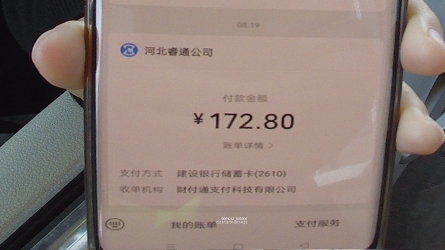 08:19
河北睿通公司
付款金额
¥172.80
账单详情 >
支付方式 建设银行储蓄卡(2610)
收单机构 财付通支付科技有限公司
我的账单 支付服务